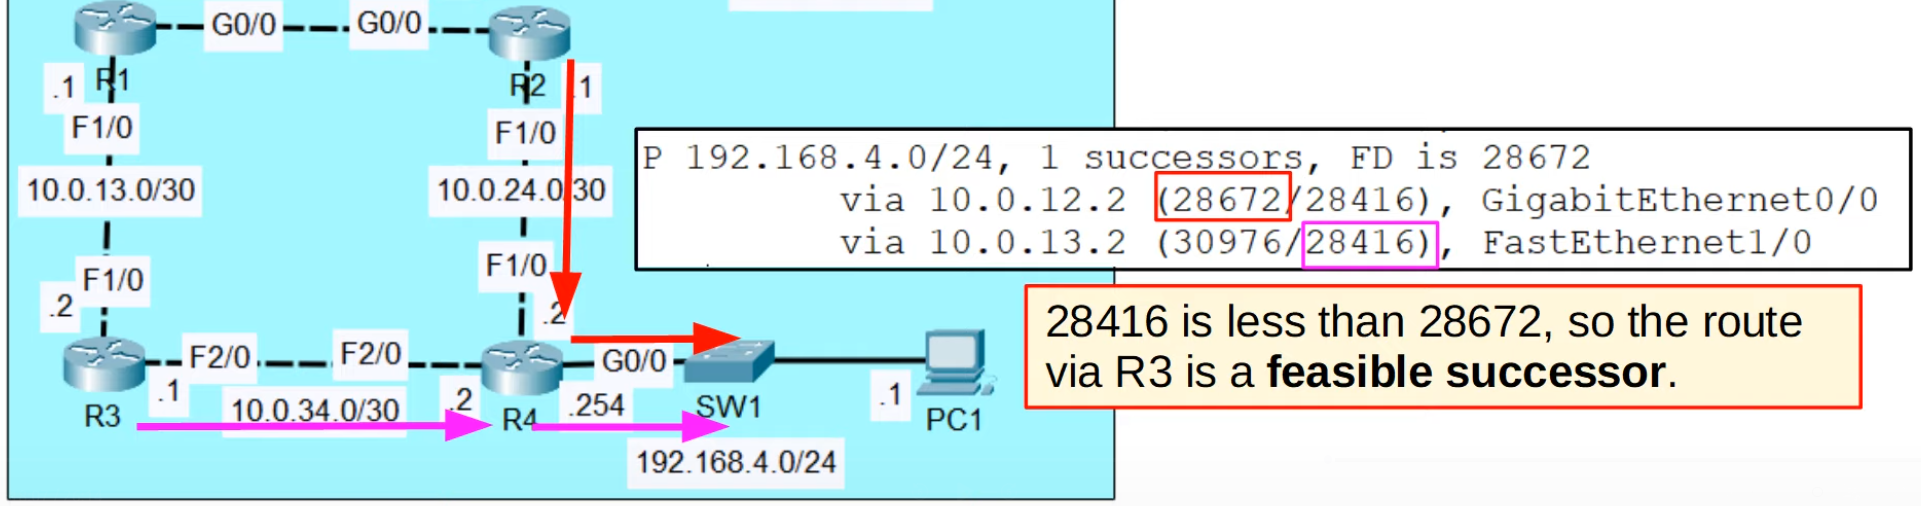 G0/0
G0/0
R1
R2
.1
.1
F1/0
F1/0
P 192.168.4.0/24, 1 successors, FD is 28672
via 10.0.12.2 (28672/28416), GigabitEthernet0/0
via 10.0.13.2 (30976/28416), FastEthernet1/0
10.0.13.0/30
10.0.24.0/30
F1/0
F1/0
.2
.2
28416 is less than 28672, so the route
via R3 is a feasible successor.
F2/0
F2/0
G0/0
R3
.1
10.0.34.0/30
.2
R4
.254
SW1
.1
PC1
192.168.4.0/24